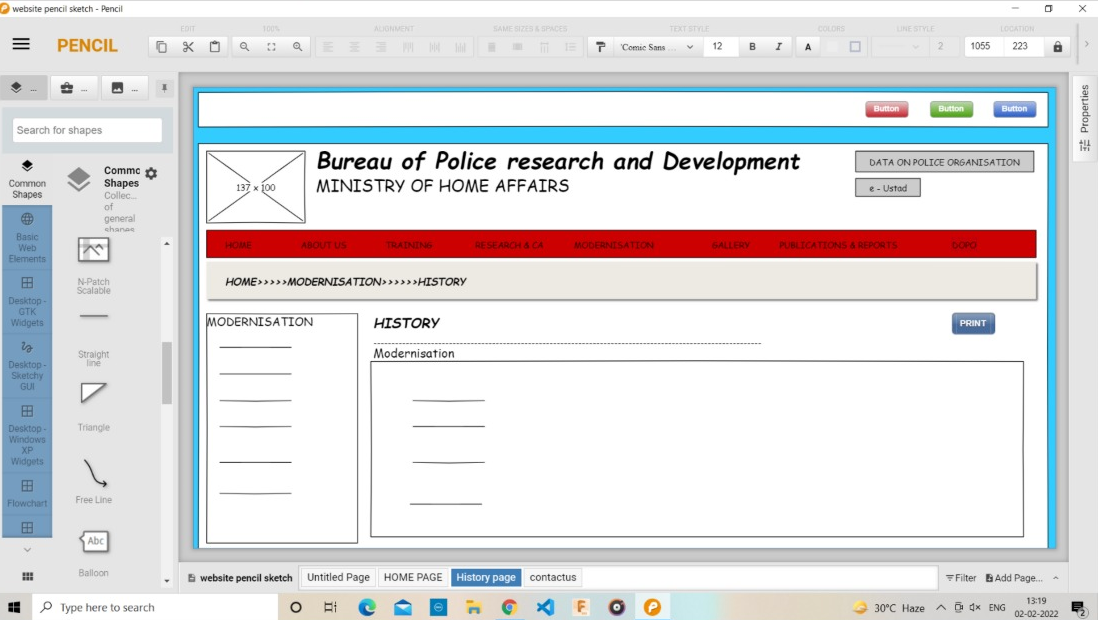 website pencil sketch - Pencil
EDIT 100% ALIGNMENT SAME SIZES & SPACES TEXT STYLE COLORS LINE STYLE LOCATION
PENCIL
'Comic Sans ... 12 B I A 2 1055 223
... ... ...
Search for shapes
Common Shapes
Basic Web Elements
Desktop - GTK Widgets
Desktop - Sketchy GUI
Desktop - Windows XP Widgets
Flowchart
Commc Shapes
Collec... of general shapes
N-Patch Scalable
Straight line
Triangle
Free Line
Abc
Balloon
Button Button Button
137 x 100
Bureau of Police research and Development
MINISTRY OF HOME AFFAIRS
DATA ON POLICE ORGANISATION
e - Ustad
HOME ABOUT US TRAINING RESEARCH & CA MODERNISATION GALLERY PUBLICATIONS & REPORTS DOPO
HOME>>>>>MODERNISATION>>>>>>HISTORY
MODERNISATION
HISTORY
PRINT
Modernisation
Properties
website pencil sketch Untitled Page HOME PAGE History page contactus Filter Add Page...
Type here to search
30°C Haze ENG
13:19
02-02-2022
2